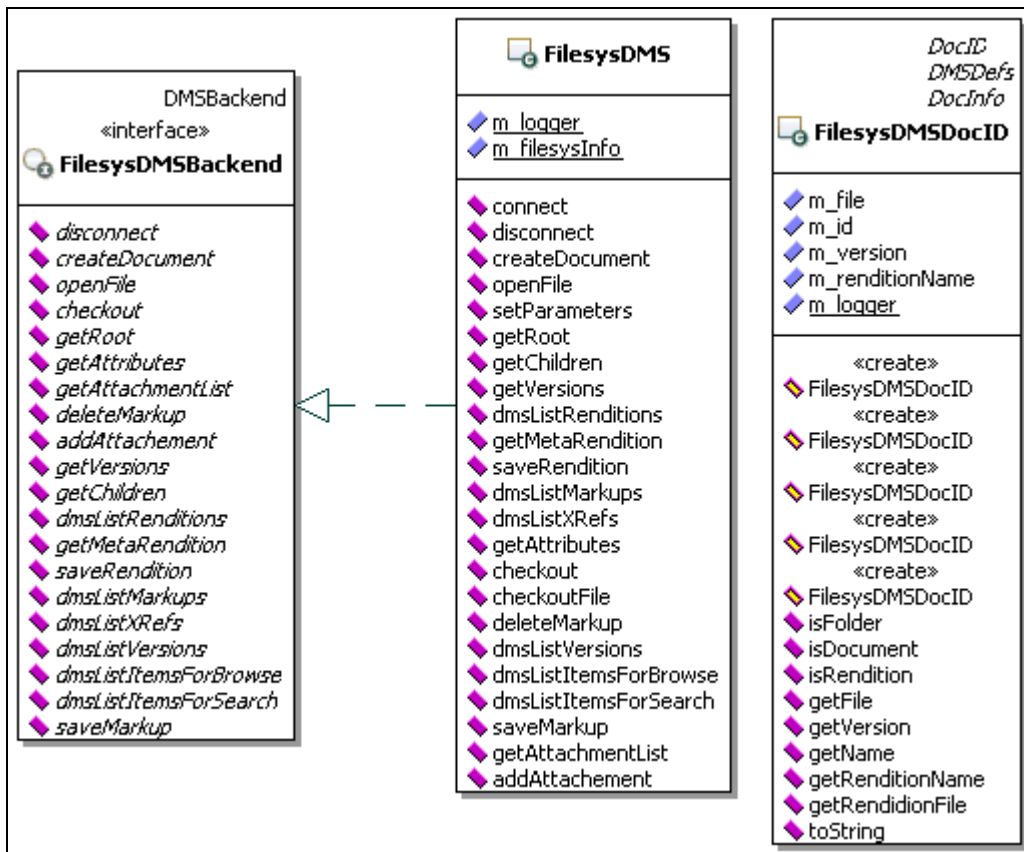 DMSBackend
«interface»
FilesysDMSBackend
disconnect
createDocument
openFile
checkout
getRoot
getAttributes
getAttachmentList
deleteMarkup
addAttachement
getVersions
getChildren
dmsListRenditions
getMetaRendition
saveRendition
dmsListMarkups
dmsListXRefs
dmsListVersions
dmsListItemsForBrowse
dmsListItemsForSearch
saveMarkup
FilesysDMS
m_logger
m_filesysInfo
connect
disconnect
createDocument
openFile
setParameters
getRoot
getChildren
getVersions
dmsListRenditions
getMetaRendition
saveRendition
dmsListMarkups
dmsListXRefs
getAttributes
checkout
checkoutFile
deleteMarkup
dmsListVersions
dmsListItemsForBrowse
dmsListItemsForSearch
saveMarkup
getAttachmentList
addAttachement
DocID
DMSDefs
DocInfo
FilesysDMSDocID
m_file
m_id
m_version
m_renditionName
m_logger
«create»
FilesysDMSDocID
«create»
FilesysDMSDocID
«create»
FilesysDMSDocID
«create»
FilesysDMSDocID
«create»
FilesysDMSDocID
isFolder
isDocument
isRendition
getFile
getVersion
getName
getRenditionName
getRendidionFile
toString